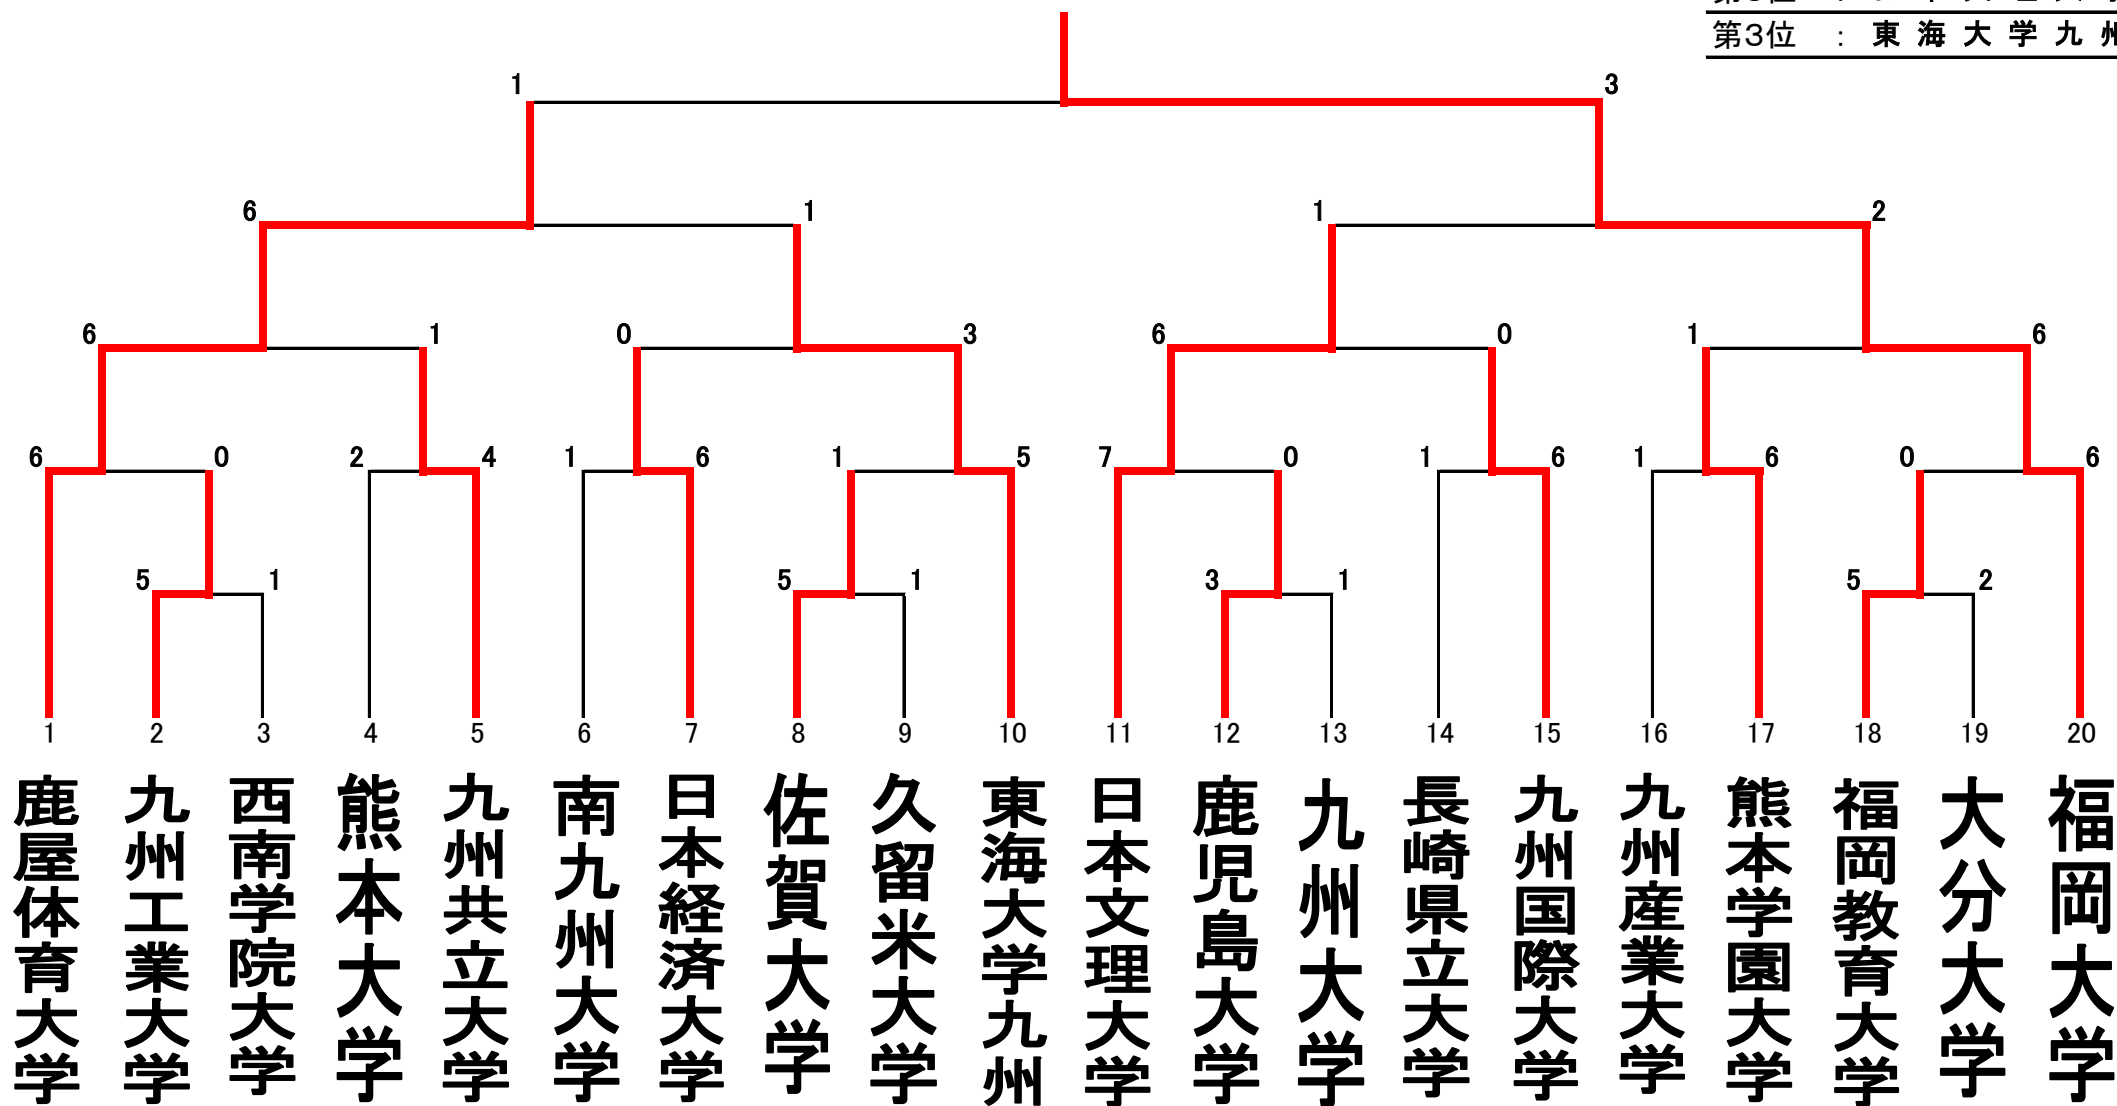 第3位 : 東海大学九州
1 3
6 1 1 2
6 1 0 3 6 0 1 6
6 0 2 4 1 6 1 5 7 0 1 6 1 6 0 6
5 1 5 1 3 1 5 2
1 2 3 4 5 6 7 8 9 10 11 12 13 14 15 16 17 18 19 20
鹿屋体育大学
九州工業大学
西南学院大学
熊本大学
九州共立大学
南九州大学
日本経済大学
佐賀大学
久留米大学
東海大学九州
日本文理大学
鹿児島大学
九州大学
長崎県立大学
九州国際大学
九州産業大学
熊本学園大学
福岡教育大学
大分大学
福岡大学